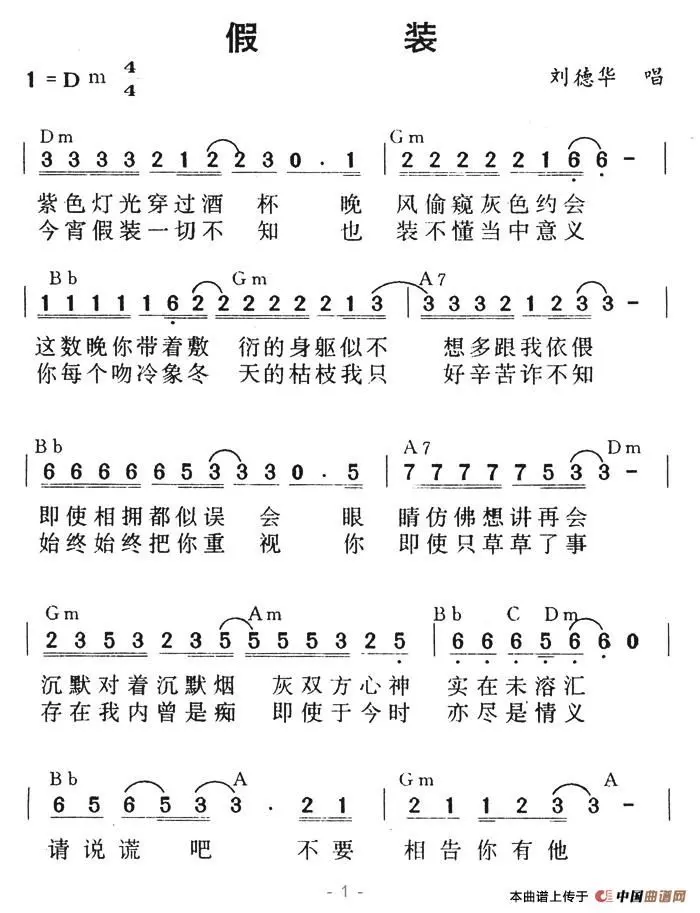 假 装
1 = D m 4/4
刘德华 唱
Dm Gm
3 3 3 3 2 1 2 2 3 0 . 1 2 2 2 2 2 1 6 6 –
紫色灯光穿过酒 杯 晚 风偷窥灰色约会
今宵假装一切不 知 也 装不懂当中意义
Bb Gm A7
1 1 1 1 1 6 2 2 2 2 2 2 1 3 3 3 3 2 1 2 3 3 –
这数晚你带着敷 衍的身躯似不 想多跟我依偎
你每个吻冷象冬 天的枯枝我只 好辛苦诈不知
Bb A7 Dm
6 6 6 6 6 6 5 3 3 3 0 . 5 7 7 7 7 7 5 3 3 –
即使相拥都似误 会 眼 睛仿佛想讲再会
始终始终把你重 视 你 即使只草草了事
Gm Am Bb C Dm
2 3 5 3 2 3 5 5 5 5 3 2 5 6 6 6 5 6 6 0
沉默对着沉默烟 灰双方心神 实在未溶汇
存在我内曾是痴 即使于今时 亦尽是情义
Bb A Gm A
6 5 6 5 3 3 . 2 1 2 1 1 2 3 3 –
请说谎 吧 不要 相告你有他
- 1 -
本曲谱上传于 中国曲谱网